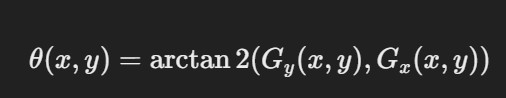 θ(x, y) = arctan 2(G_y(x, y), G_x(x, y))